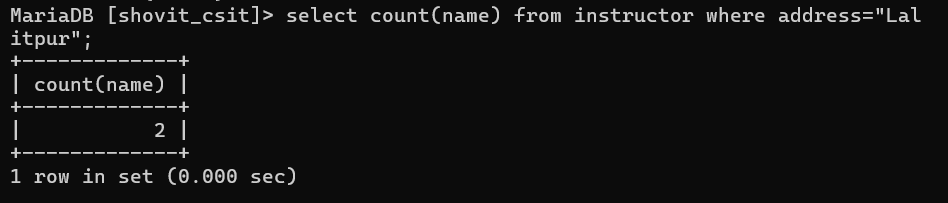 MariaDB [shovit_csit]> select count(name) from instructor where address="Lal
itpur";
+-------------+
| count(name) |
+-------------+
|           2 |
+-------------+
1 row in set (0.000 sec)